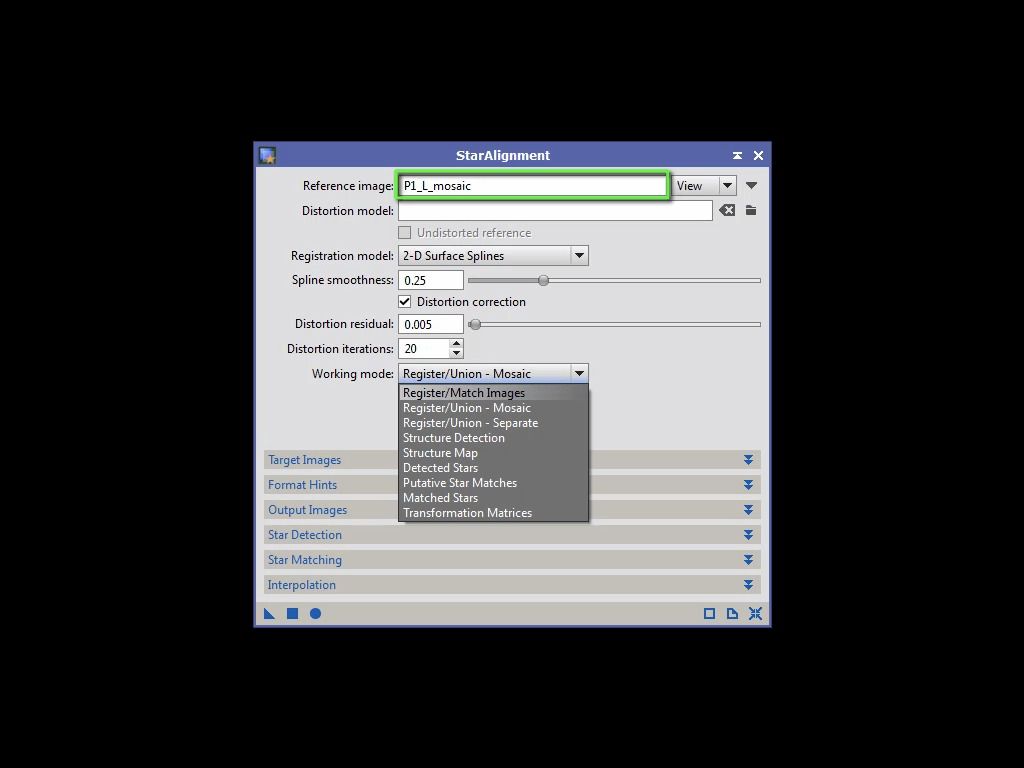 StarAlignment
Reference image: P1_L_mosaic View
Distortion model:
Undistorted reference
Registration model: 2-D Surface Splines
Spline smoothness: 0.25
Distortion correction
Distortion residual: 0.005
Distortion iterations: 20
Working mode: Register/Union - Mosaic
Register/Match Images
Register/Union - Mosaic
Register/Union - Separate
Structure Detection
Structure Map
Detected Stars
Putative Star Matches
Matched Stars
Transformation Matrices
Target Images
Format Hints
Output Images
Star Detection
Star Matching
Interpolation